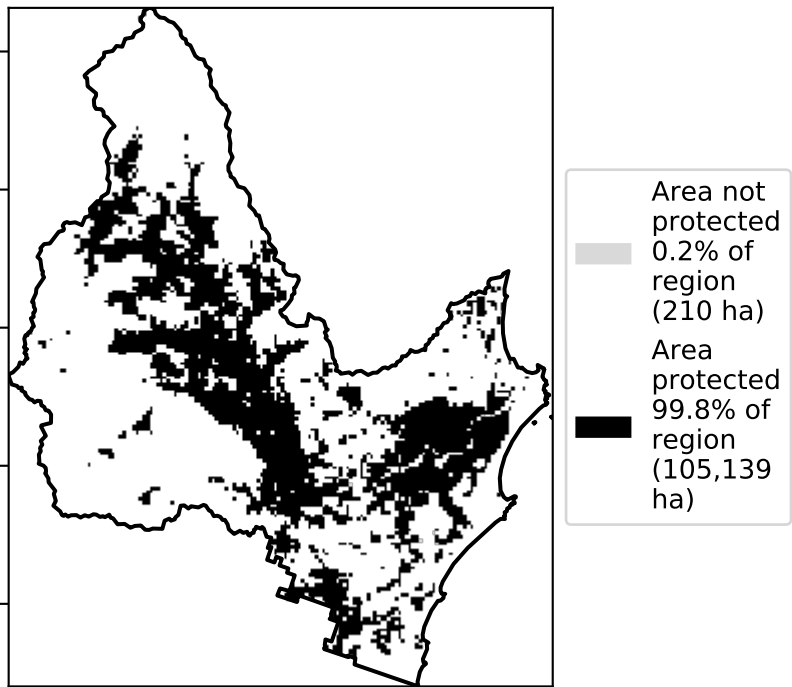 Area not
protected
0.2% of
region
(210 ha)
Area
protected
99.8% of
region
(105,139
ha)